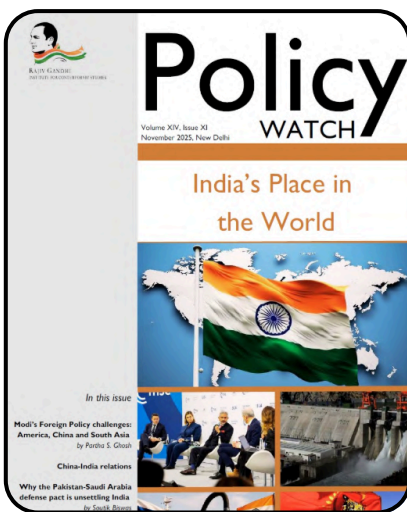 RAJIV GANDHI
INSTITUTE FOR CONTEMPORARY STUDIES
Policy
WATCH
Volume XIV, Issue XI
November 2025, New Delhi
India's Place in
the World
In this issue
Modi's Foreign Policy challenges:
America, China and South Asia
by Partha S. Ghosh
China-India relations
Why the Pakistan-Saudi Arabia
defense pact is unsettling India
by Soutik Biswas
msc